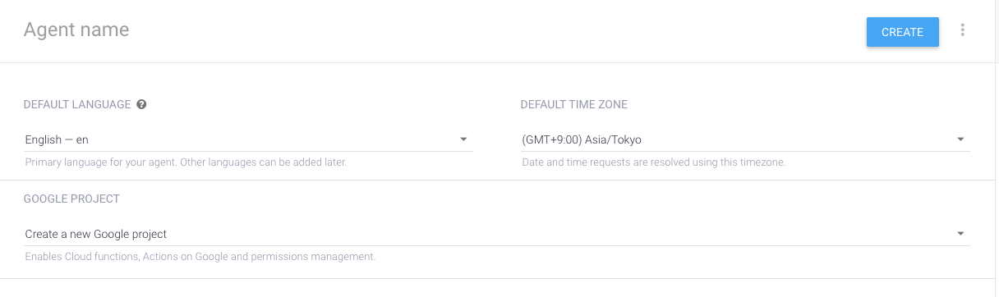 Agent name
CREATE
DEFAULT LANGUAGE
DEFAULT TIME ZONE
English — en
(GMT+9:00) Asia/Tokyo
Primary language for your agent. Other languages can be added later.
Date and time requests are resolved using this timezone.
GOOGLE PROJECT
Create a new Google project
Enables Cloud functions, Actions on Google and permissions management.